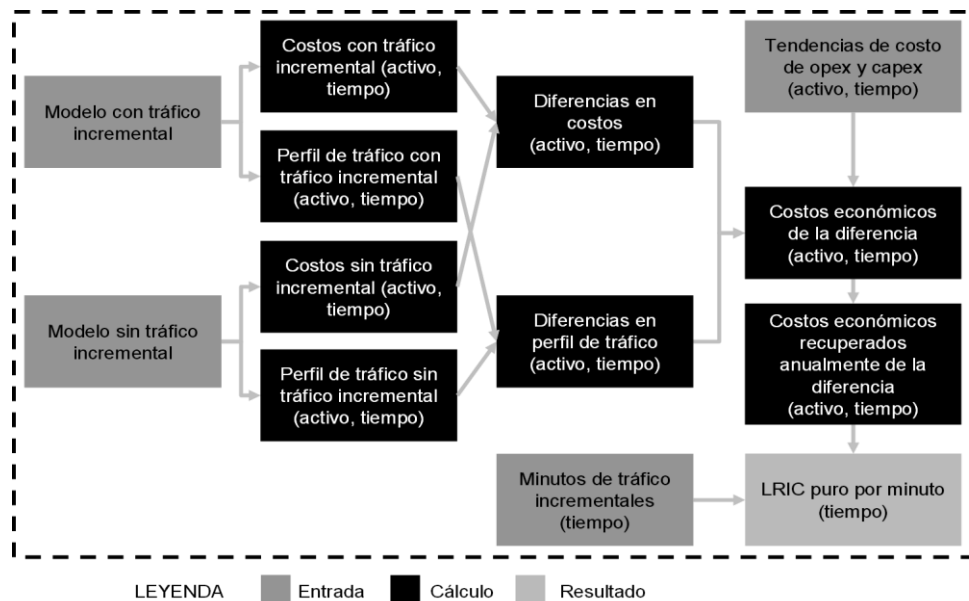 Modelo con tráfico
incremental
Modelo sin tráfico
incremental
Costos con tráfico
incremental (activo,
tiempo)
Perfil de tráfico con
tráfico incremental
(activo, tiempo)
Costos sin tráfico
incremental (activo,
tiempo)
Perfil de tráfico sin
tráfico incremental
(activo, tiempo)
Diferencias en
costos
(activo, tiempo)
Diferencias en
perfil de tráfico
(activo, tiempo)
Minutos de tráfico
incrementales
(tiempo)
Tendencias de costo
de opex y capex
(activo, tiempo)
Costos económicos
de la diferencia
(activo, tiempo)
Costos económicos
recuperados
anualmente de la
diferencia
(activo, tiempo)
LRIC puro por minuto
(tiempo)
LEYENDA Entrada Cálculo Resultado